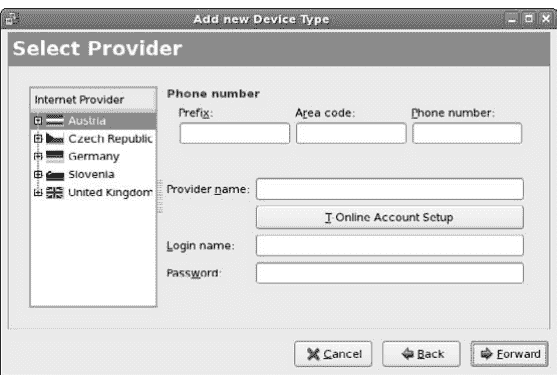 Add new Device Type
Select Provider
Internet Provider
Austria
Czech Republic
Germany
Slovenia
United Kingdom
Phone number
Prefix:
Area code:
Phone number:
Provider name:
T-Online Account Setup
Login name:
Password:
Cancel
Back
Forward